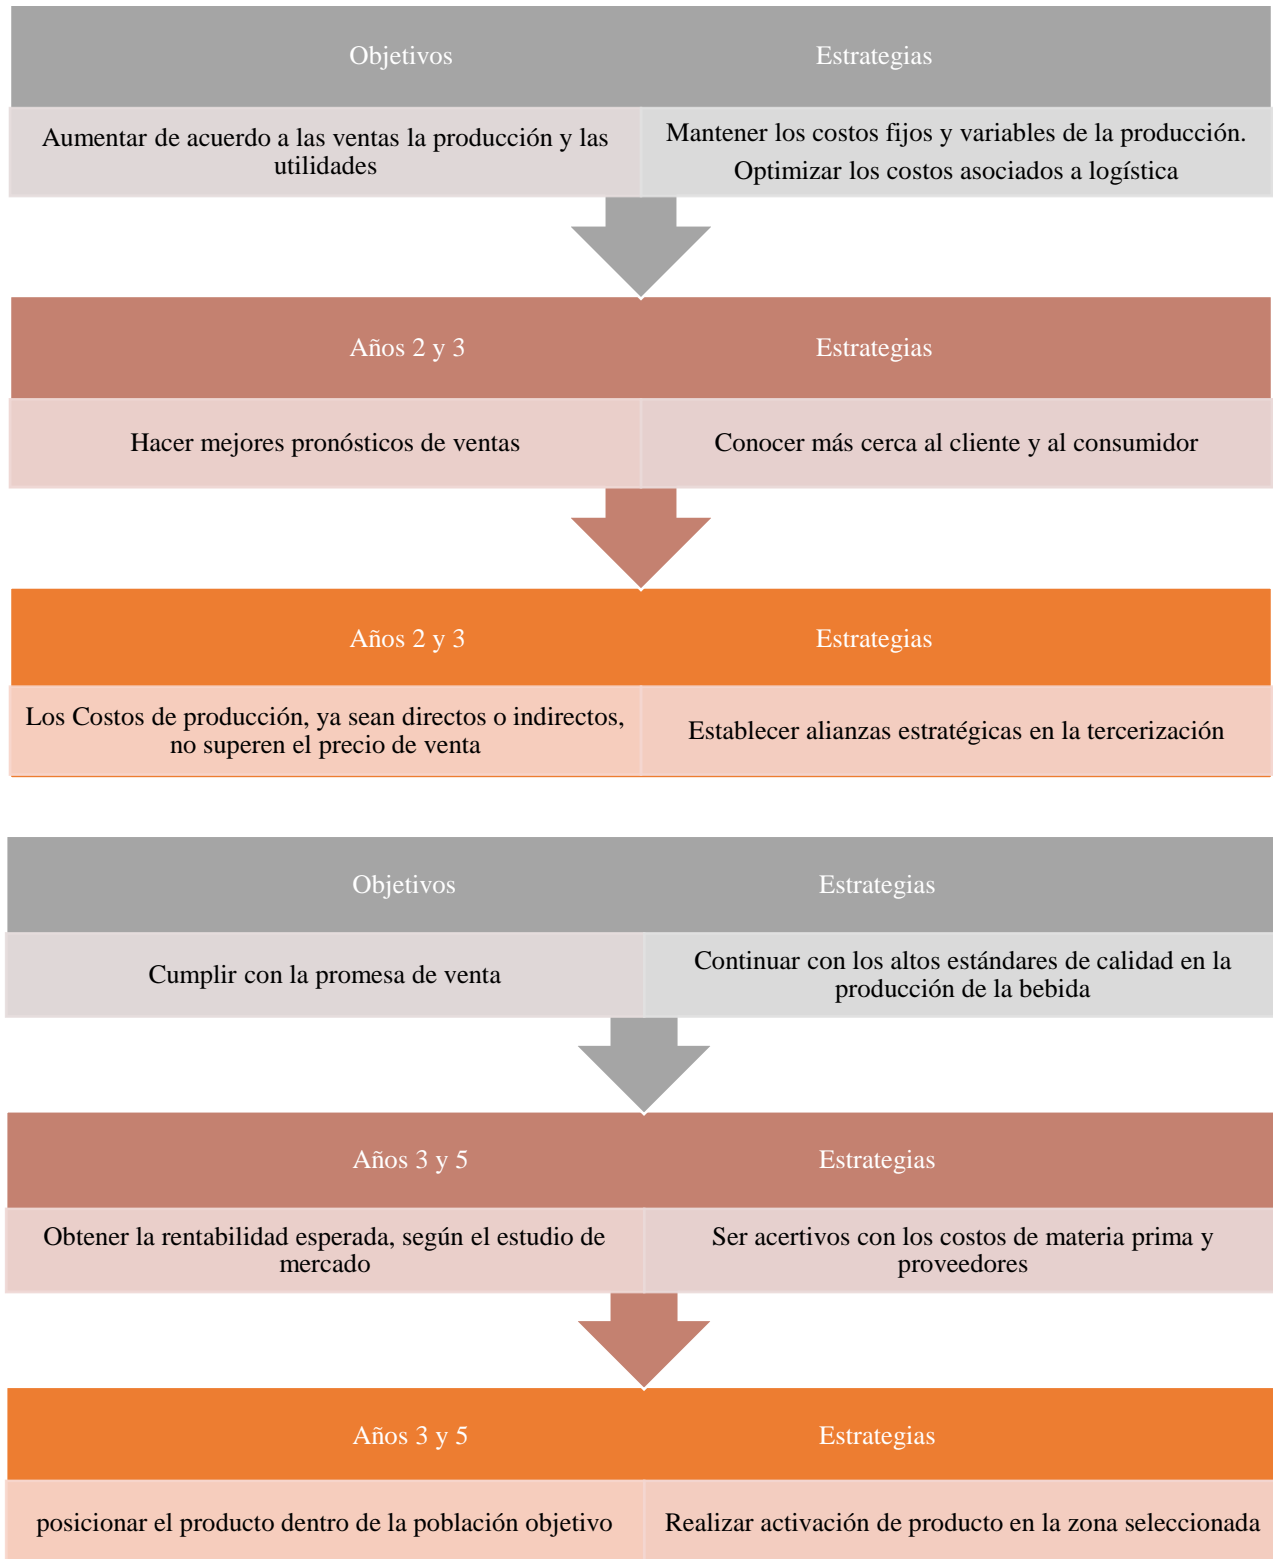 Objetivos
Estrategias
Aumentar de acuerdo a las ventas la producción y las
utilidades
Mantener los costos fijos y variables de la producción.
Optimizar los costos asociados a logística
Años 2 y 3
Estrategias
Hacer mejores pronósticos de ventas
Conocer más cerca al cliente y al consumidor
Años 2 y 3
Estrategias
Los Costos de producción, ya sean directos o indirectos,
no superen el precio de venta
Establecer alianzas estratégicas en la tercerización
Objetivos
Estrategias
Cumplir con la promesa de venta
Continuar con los altos estándares de calidad en la
producción de la bebida
Años 3 y 5
Estrategias
Obtener la rentabilidad esperada, según el estudio de
mercado
Ser acertivos con los costos de materia prima y
proveedores
Años 3 y 5
Estrategias
posicionar el producto dentro de la población objetivo
Realizar activación de producto en la zona seleccionada